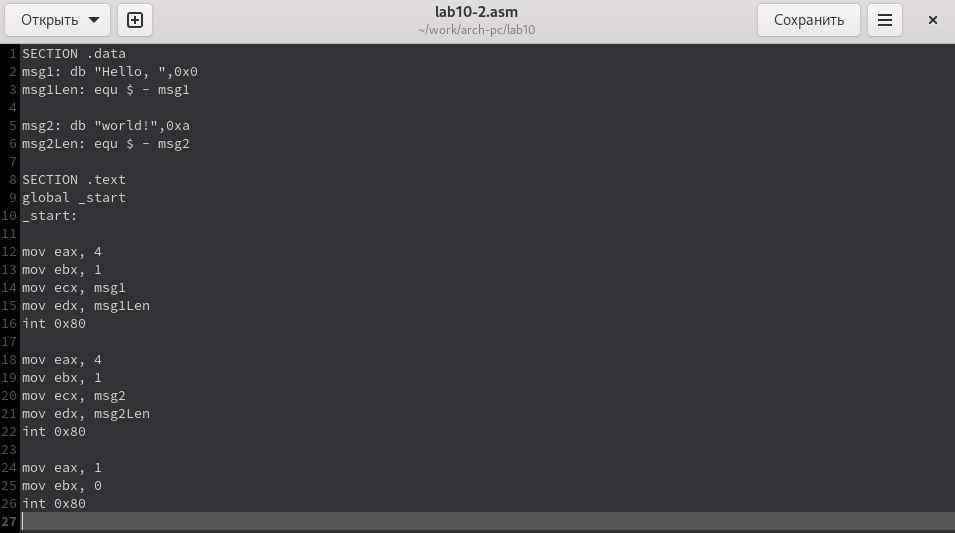 Открыть
lab10-2.asm
~/work/arch-pc/lab10
Сохранить
1 SECTION .data
2 msg1: db "Hello, ",0x0
3 msg1Len: equ $ - msg1
4
5 msg2: db "world!",0xa
6 msg2Len: equ $ - msg2
7
8 SECTION .text
9 global _start
10 _start:
11
12 mov eax, 4
13 mov ebx, 1
14 mov ecx, msg1
15 mov edx, msg1Len
16 int 0x80
17
18 mov eax, 4
19 mov ebx, 1
20 mov ecx, msg2
21 mov edx, msg2Len
22 int 0x80
23
24 mov eax, 1
25 mov ebx, 0
26 int 0x80
27